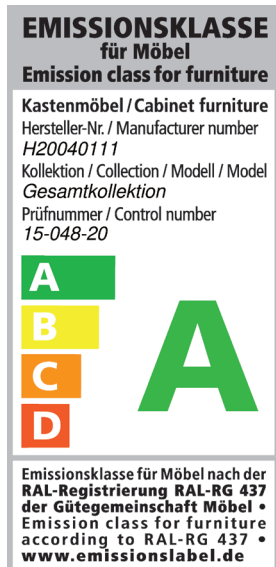 EMISSIONSKLASSE
für Möbel
Emission class for furniture
Kastenmöbel / Cabinet furniture
Hersteller-Nr. / Manufacturer number
H20040111
Kollektion / Collection / Modell / Model
Gesamtkollektion
Prüfnummer / Control number
15-048-20
A
B
C
D
A
Emissionsklasse für Möbel nach der
RAL-Registrierung RAL-RG 437
der Gütegemeinschaft Möbel •
Emission class for furniture
according to RAL-RG 437 •
www.emissionslabel.de